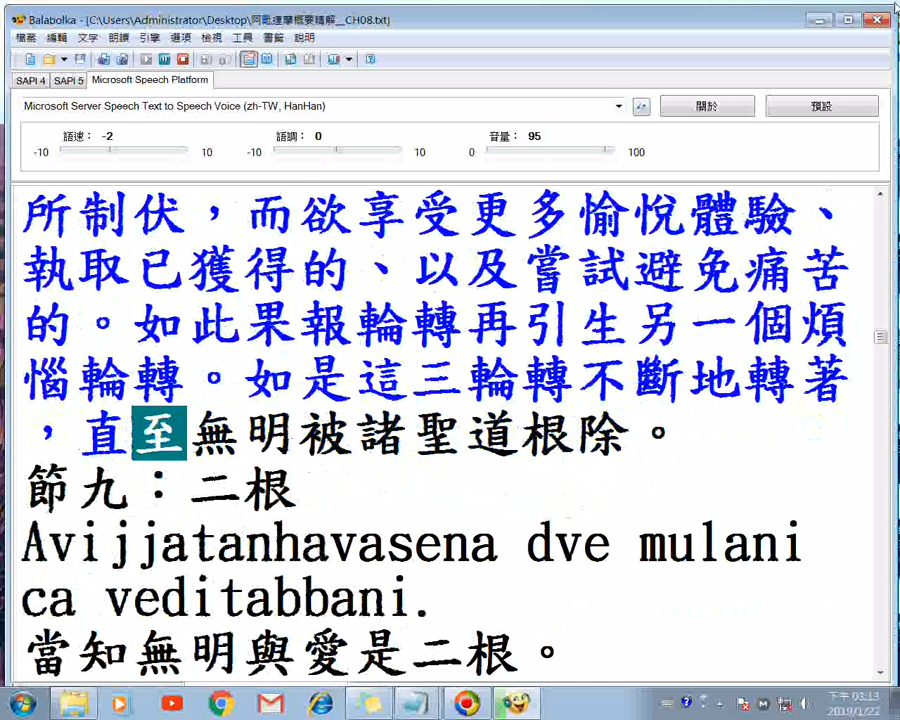 Balabolka - [C:\Users\Administrator\Desktop\阿毗達摩概要精解__CH08.txt]
檔案 編輯 文字 朗讀 引擎 選項 檢視 工具 書籤 說明
SAPI 4 SAPI 5 Microsoft Speech Platform
Microsoft Server Speech Text to Speech Voice (zh-TW, HanHan) 關於 預設
語速： -2 語調： 0 音量： 95
-10 10 -10 10 0 100
所制伏，而欲享受更多愉悅體驗、
執取已獲得的、以及嘗試避免痛苦
的。如此果報輪轉再引生另一個煩
惱輪轉。如是這三輪轉不斷地轉著
，直至無明被諸聖道根除。
節九：二根
Avijjatanhavasena dve mulani
ca veditabbani.
當知無明與愛是二根。
下午 03:13
2019/1/22